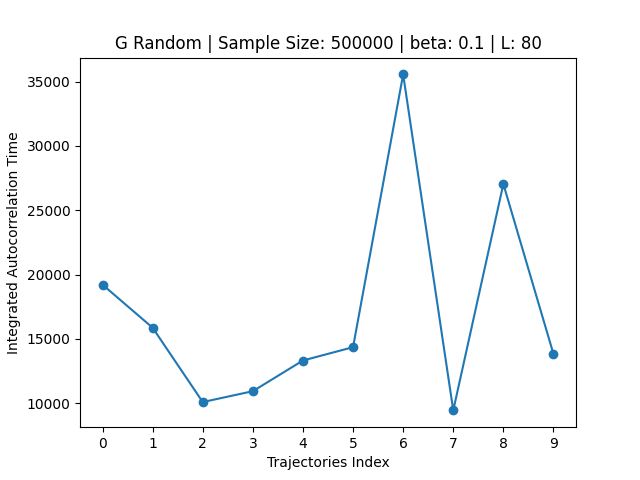 G Random | Sample Size: 500000 | beta: 0.1 | L: 80
Integrated Autocorrelation Time
35000
30000
25000
20000
15000
10000
0 1 2 3 4 5 6 7 8 9
Trajectories Index